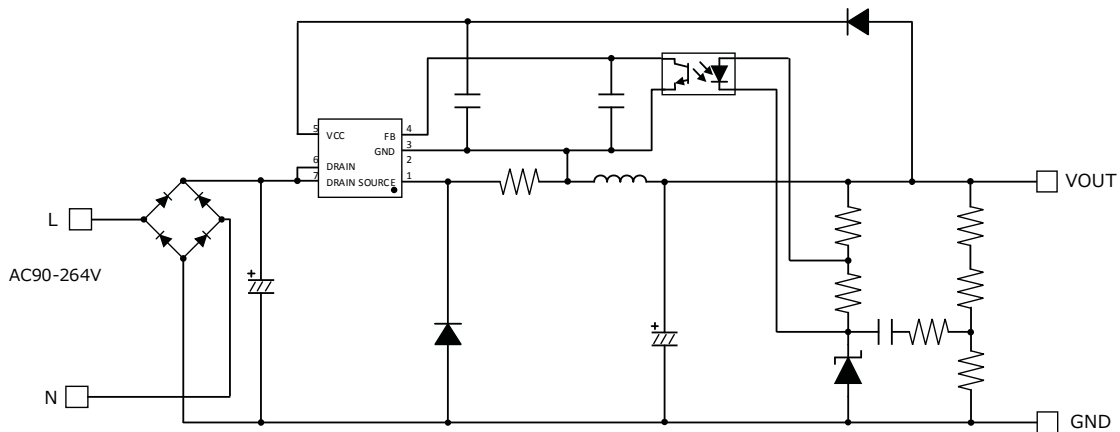 5
VCC
FB
4
GND
3
6
DRAIN
2
7
DRAIN SOURCE
1
VOUT
L
AC90-264V
N
GND